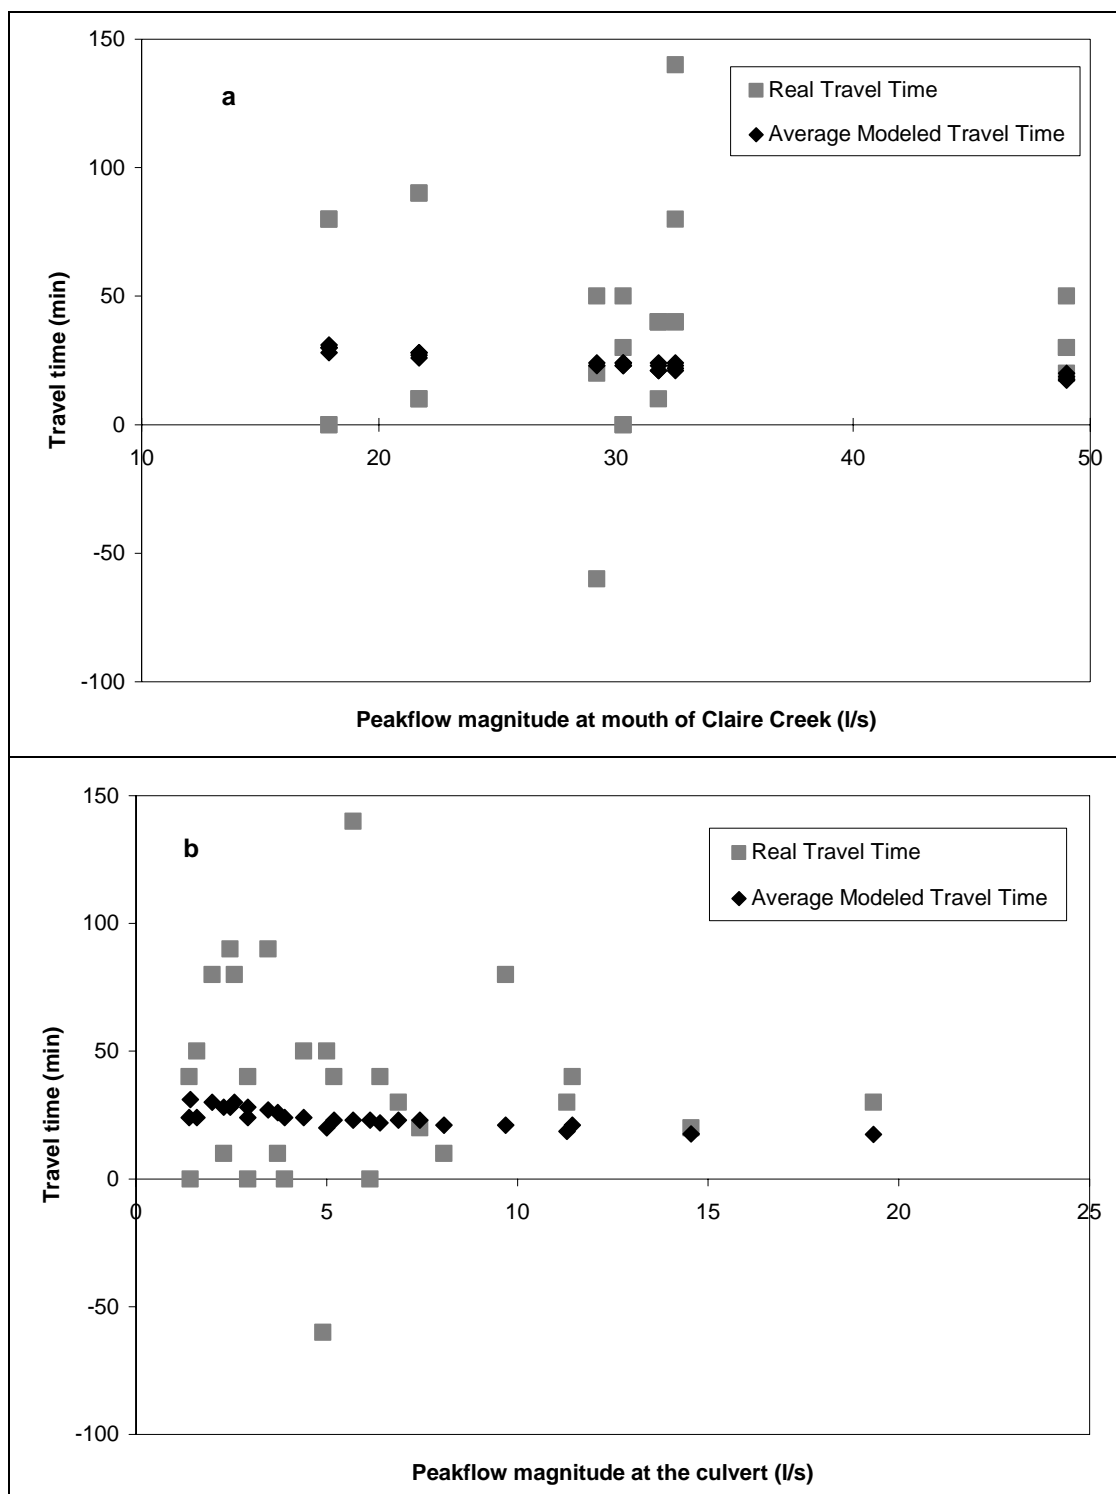 150
a
Real Travel Time
Average Modeled Travel Time
100
50
0
10
20
30
40
50
-50
-100
Travel time (min)
Peakflow magnitude at mouth of Claire Creek (l/s)
150
b
Real Travel Time
Average Modeled Travel Time
100
50
0
0
5
10
15
20
25
-50
-100
Travel time (min)
Peakflow magnitude at the culvert (l/s)